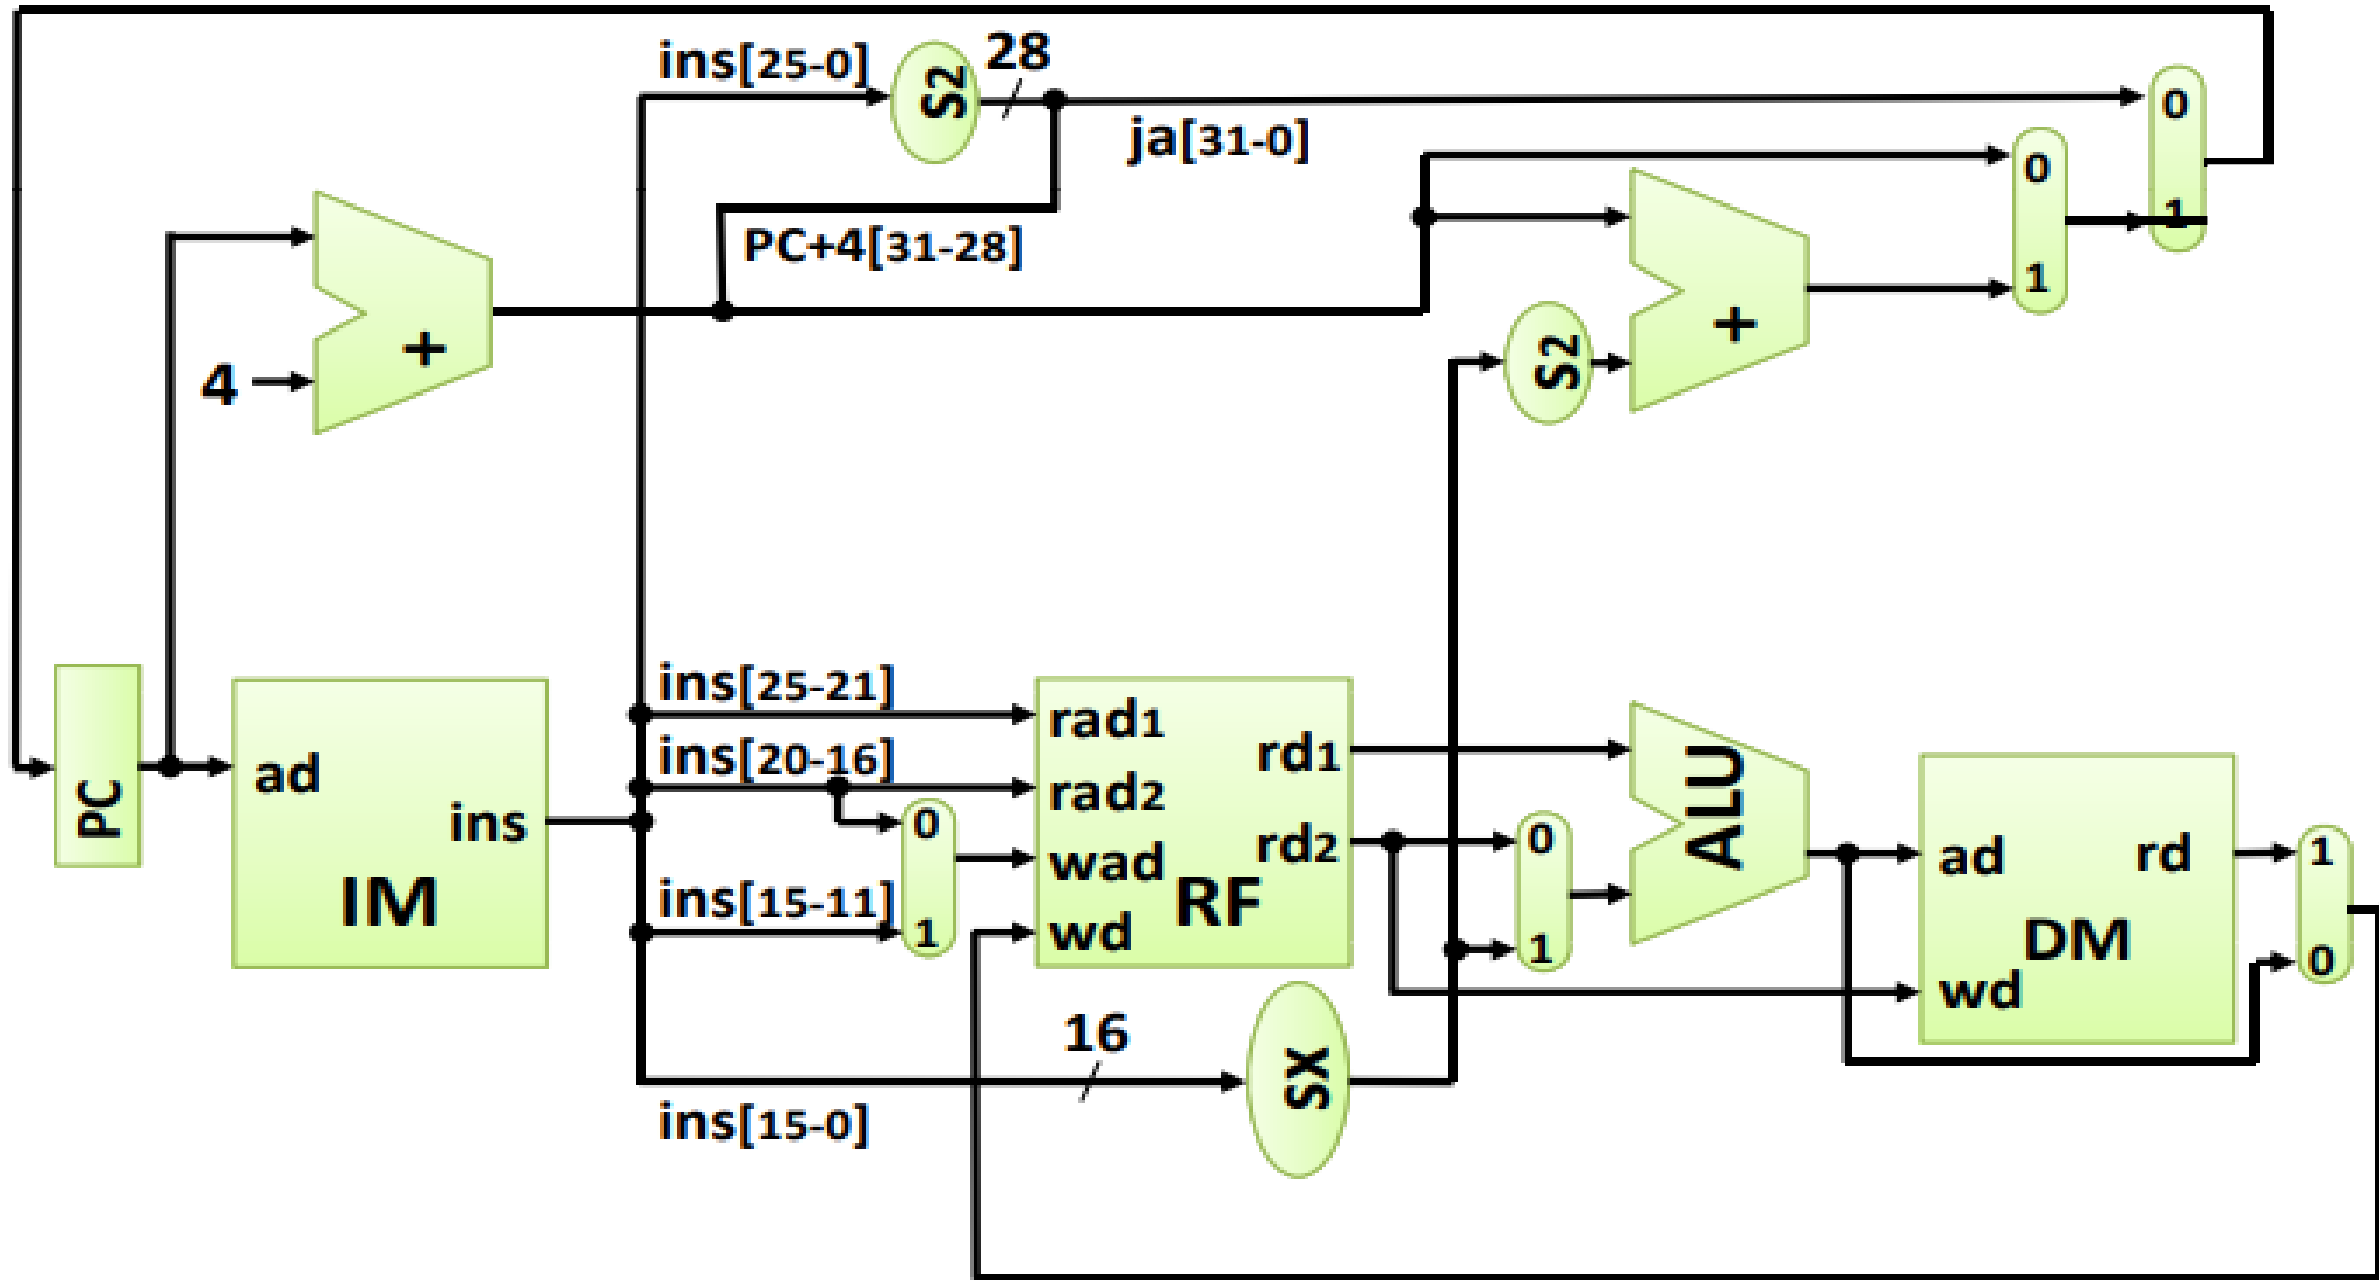 ins[25-0]
S2
28
ja[31-0]
0
1
0
1
PC+4[31-28]
+
4
+
S2
PC
ad
ins
IM
ins[25-21]
ins[20-16]
ins[15-11]
0
1
rad1
rad2
wad
wd
rd1
rd2
RF
0
1
ALU
ad
rd
DM
wd
1
0
16
SX
ins[15-0]